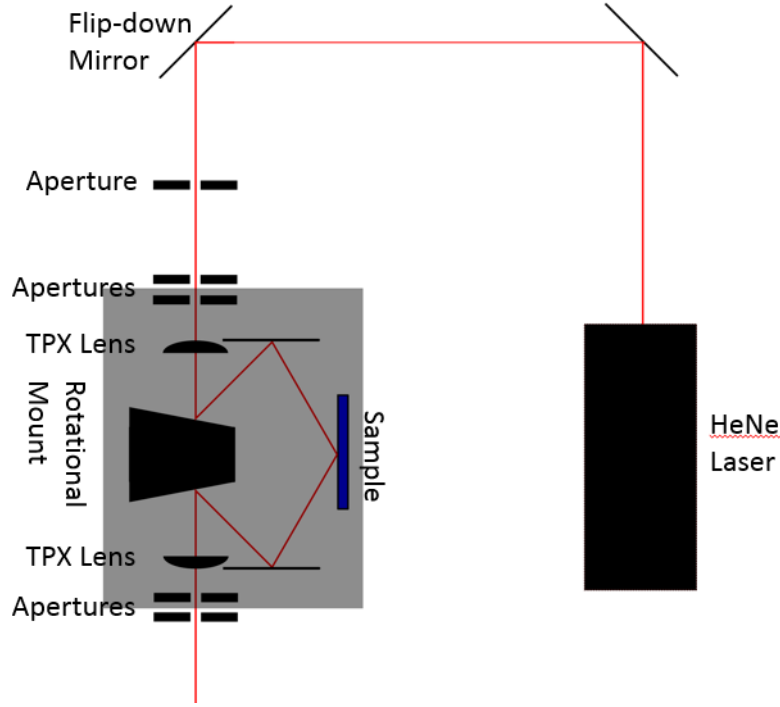 Flip-down
Mirror
Aperture
Apertures
TPX Lens
Rotational
Mount
Sample
HeNe
Laser
TPX Lens
Apertures